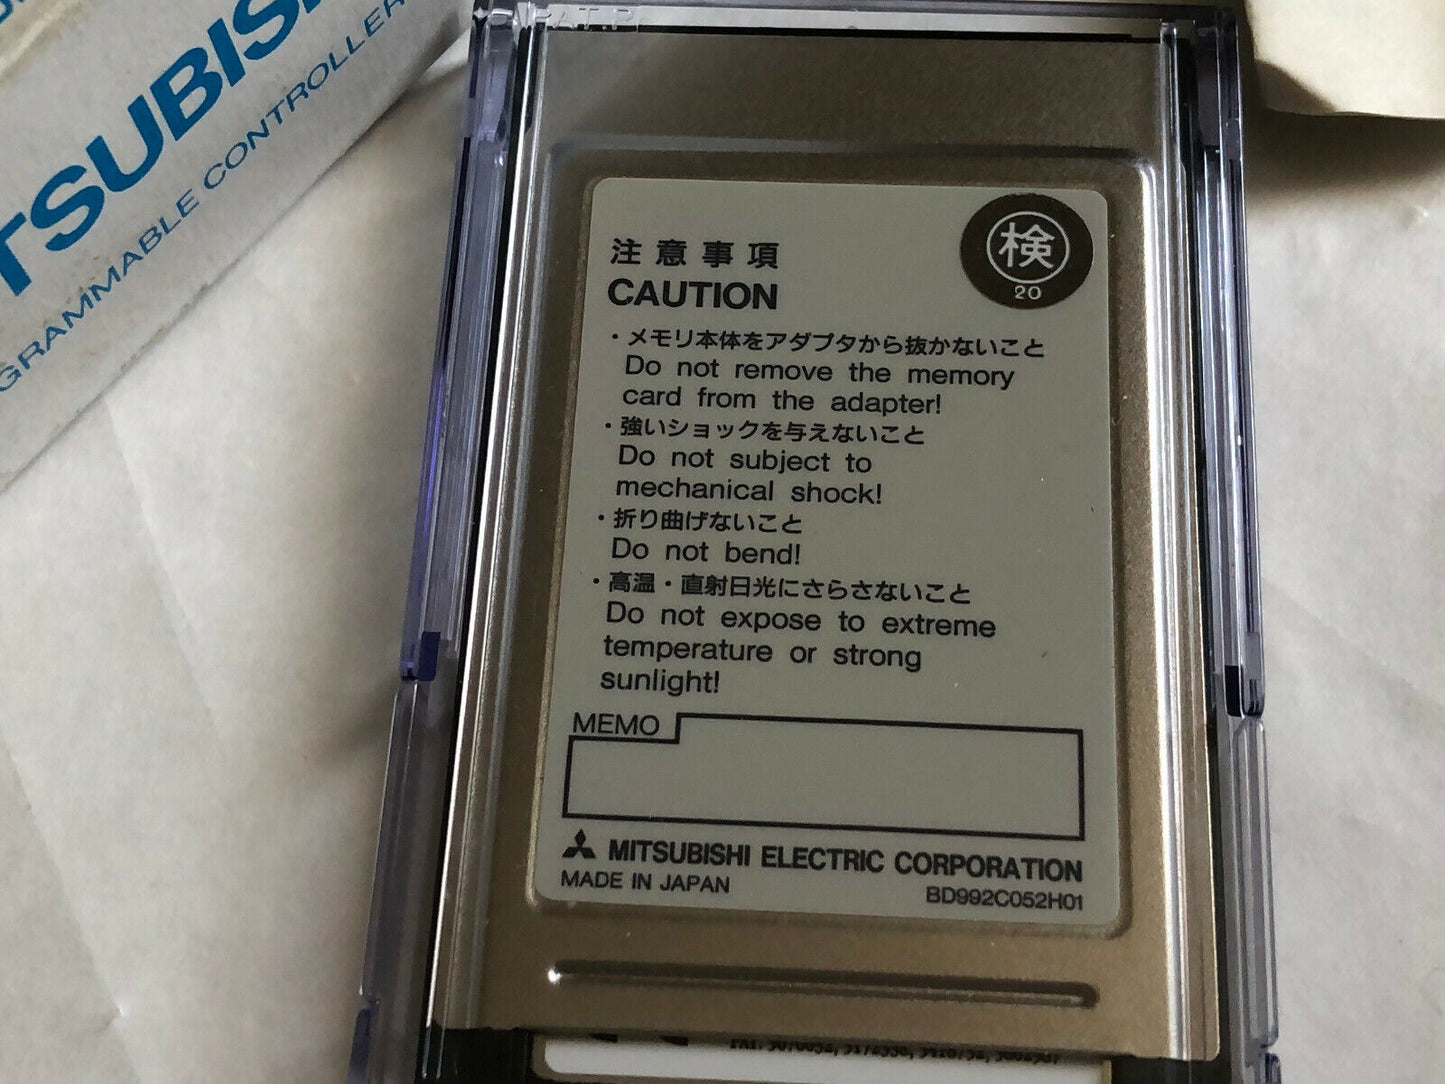 TSUBIS
GRAMMABLE CONTROLLER
注意事項
CAUTION
検
20
・メモリ本体をアダプタから抜かないこと
Do not remove the memory
card from the adapter!
・強いショックを与えないこと
Do not subject to
mechanical shock!
・折り曲げないこと
Do not bend!
・高温・直射日光にさらさないこと
Do not expose to extreme
temperature or strong
sunlight!
MEMO
MITSUBISHI ELECTRIC CORPORATION
MADE IN JAPAN
BD992C052H01